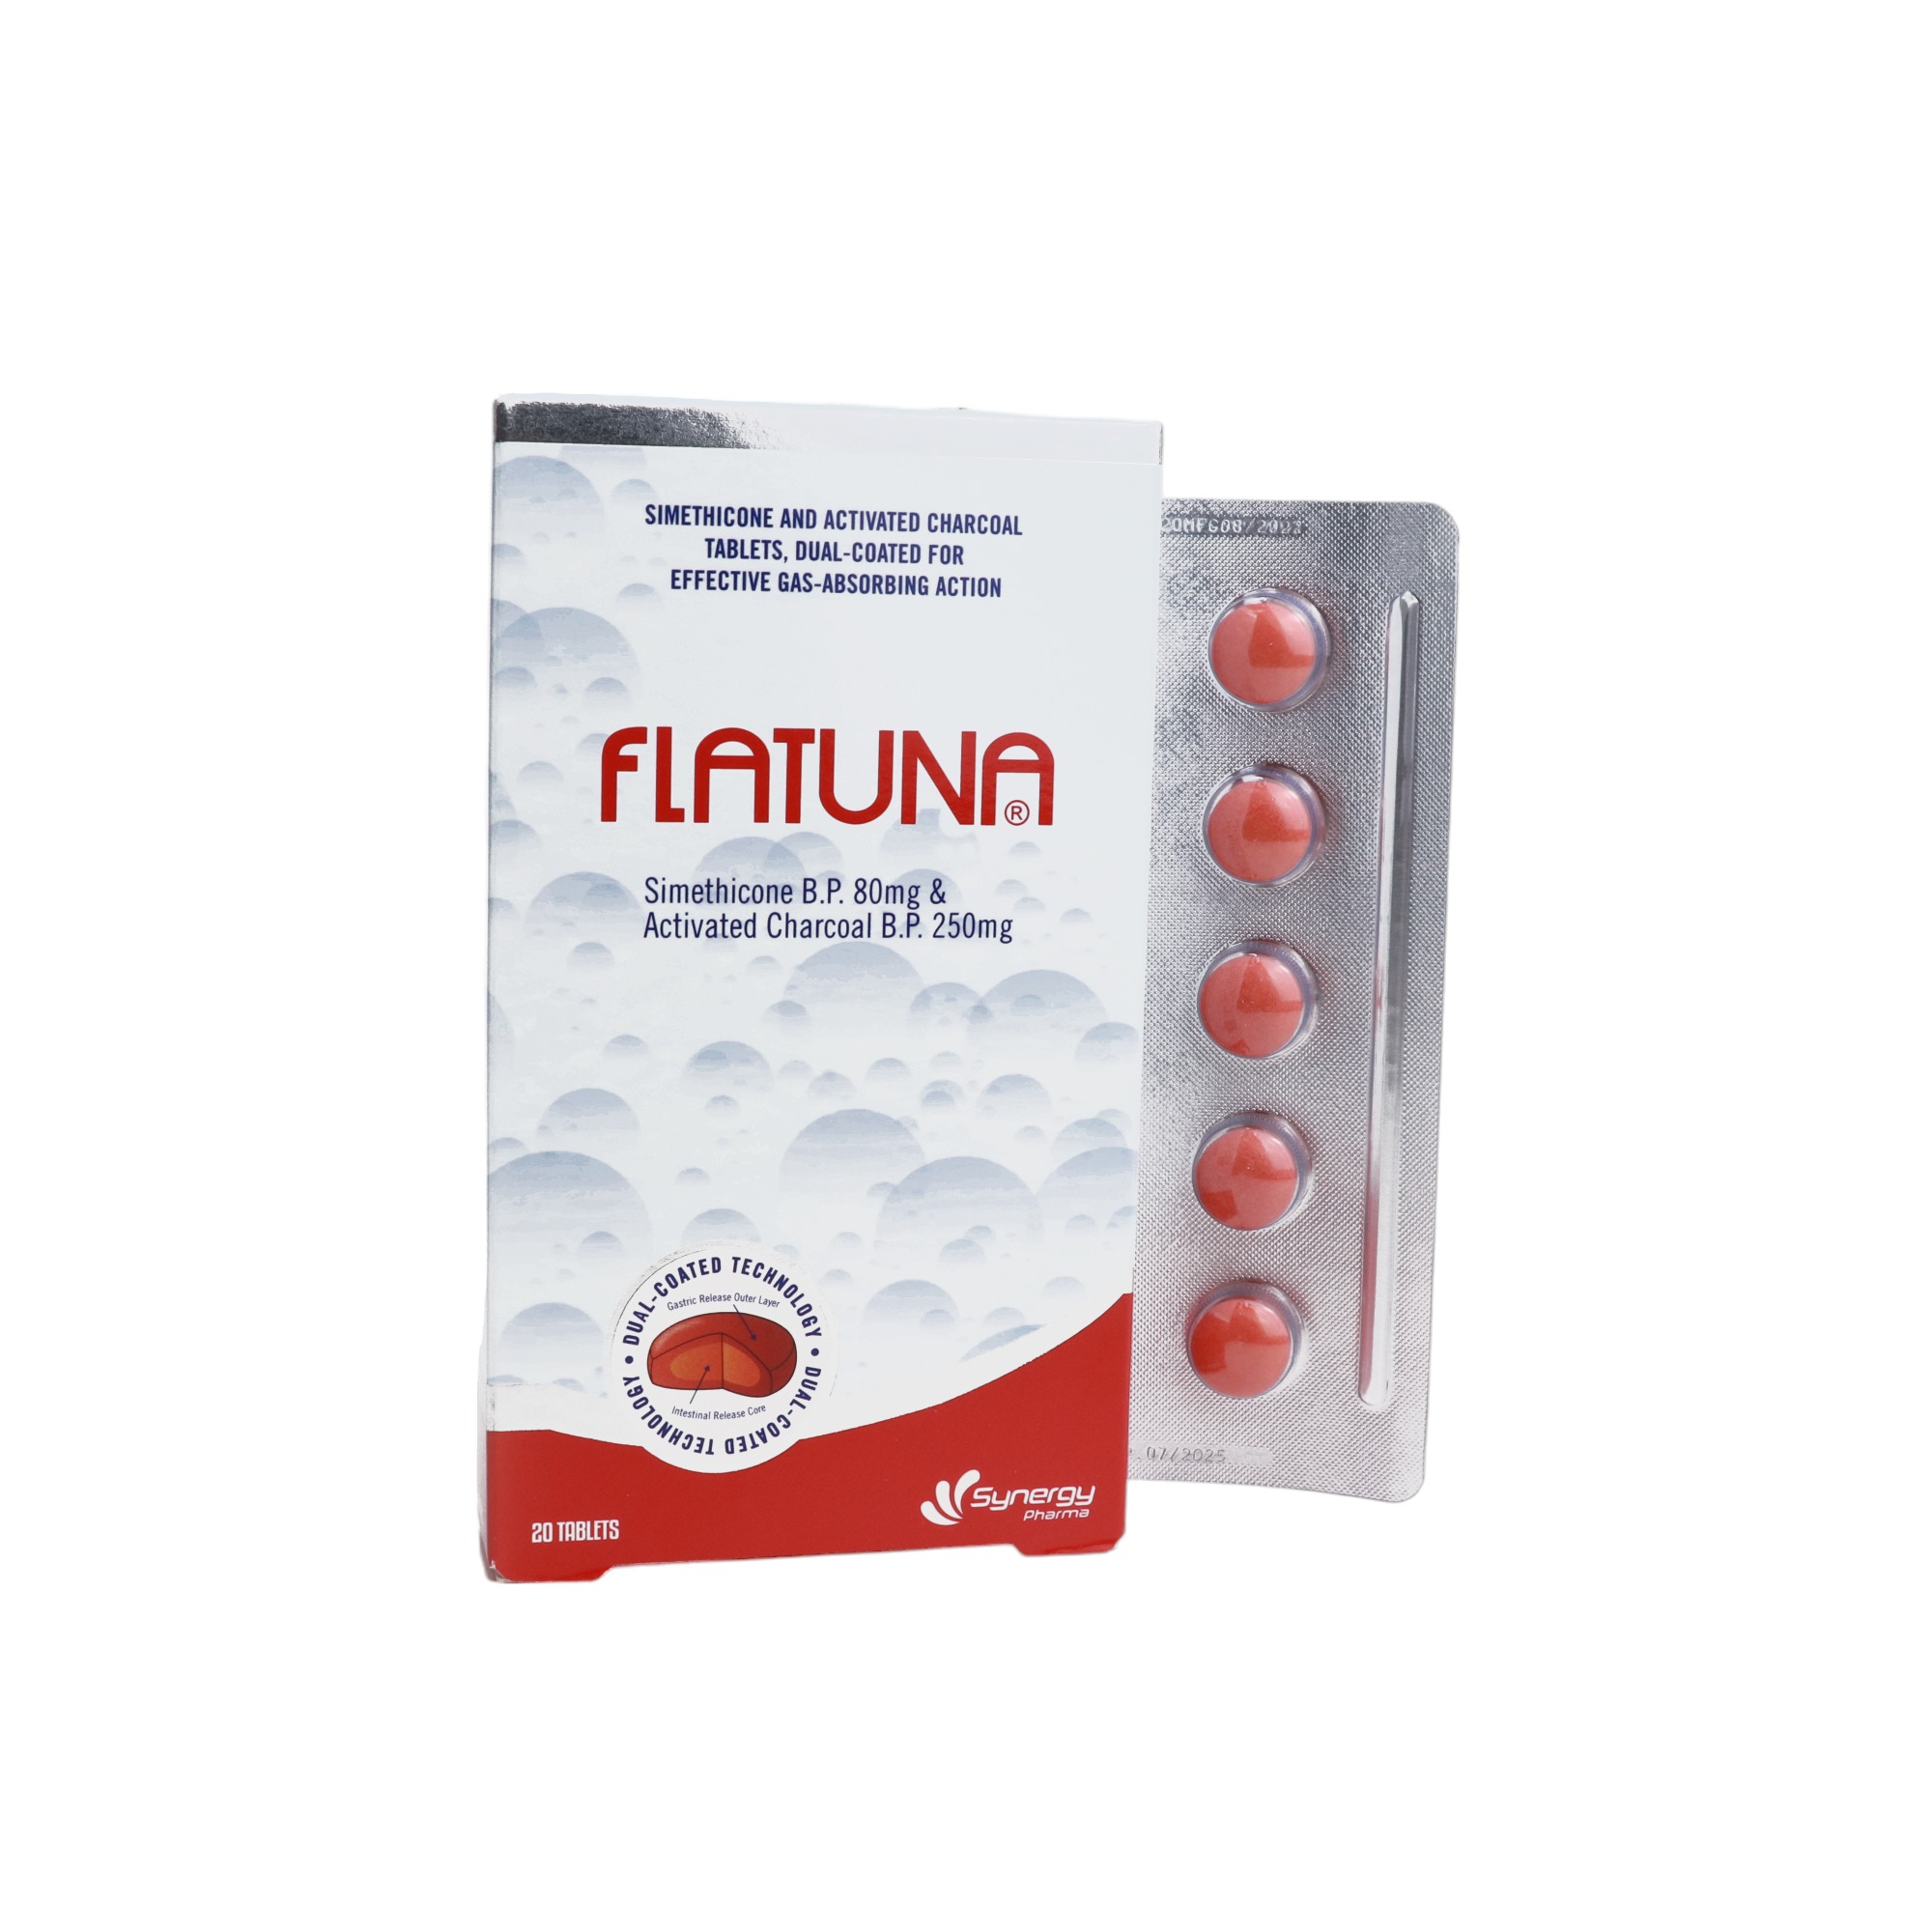 SIMETHICONE AND ACTIVATED CHARCOAL
TABLETS, DUAL-COATED FOR
EFFECTIVE GAS-ABSORBING ACTION
FLATUNA®
Simethicone B.P. 80mg &
Activated Charcoal B.P. 250mg
DUAL-COATED TECHNOLOGY • DUAL-COATED TECHNOLOGY •
Gastric Release Outer Layer
Intestinal Release Core
20 TABLETS
Synergy
Pharma
07/2025